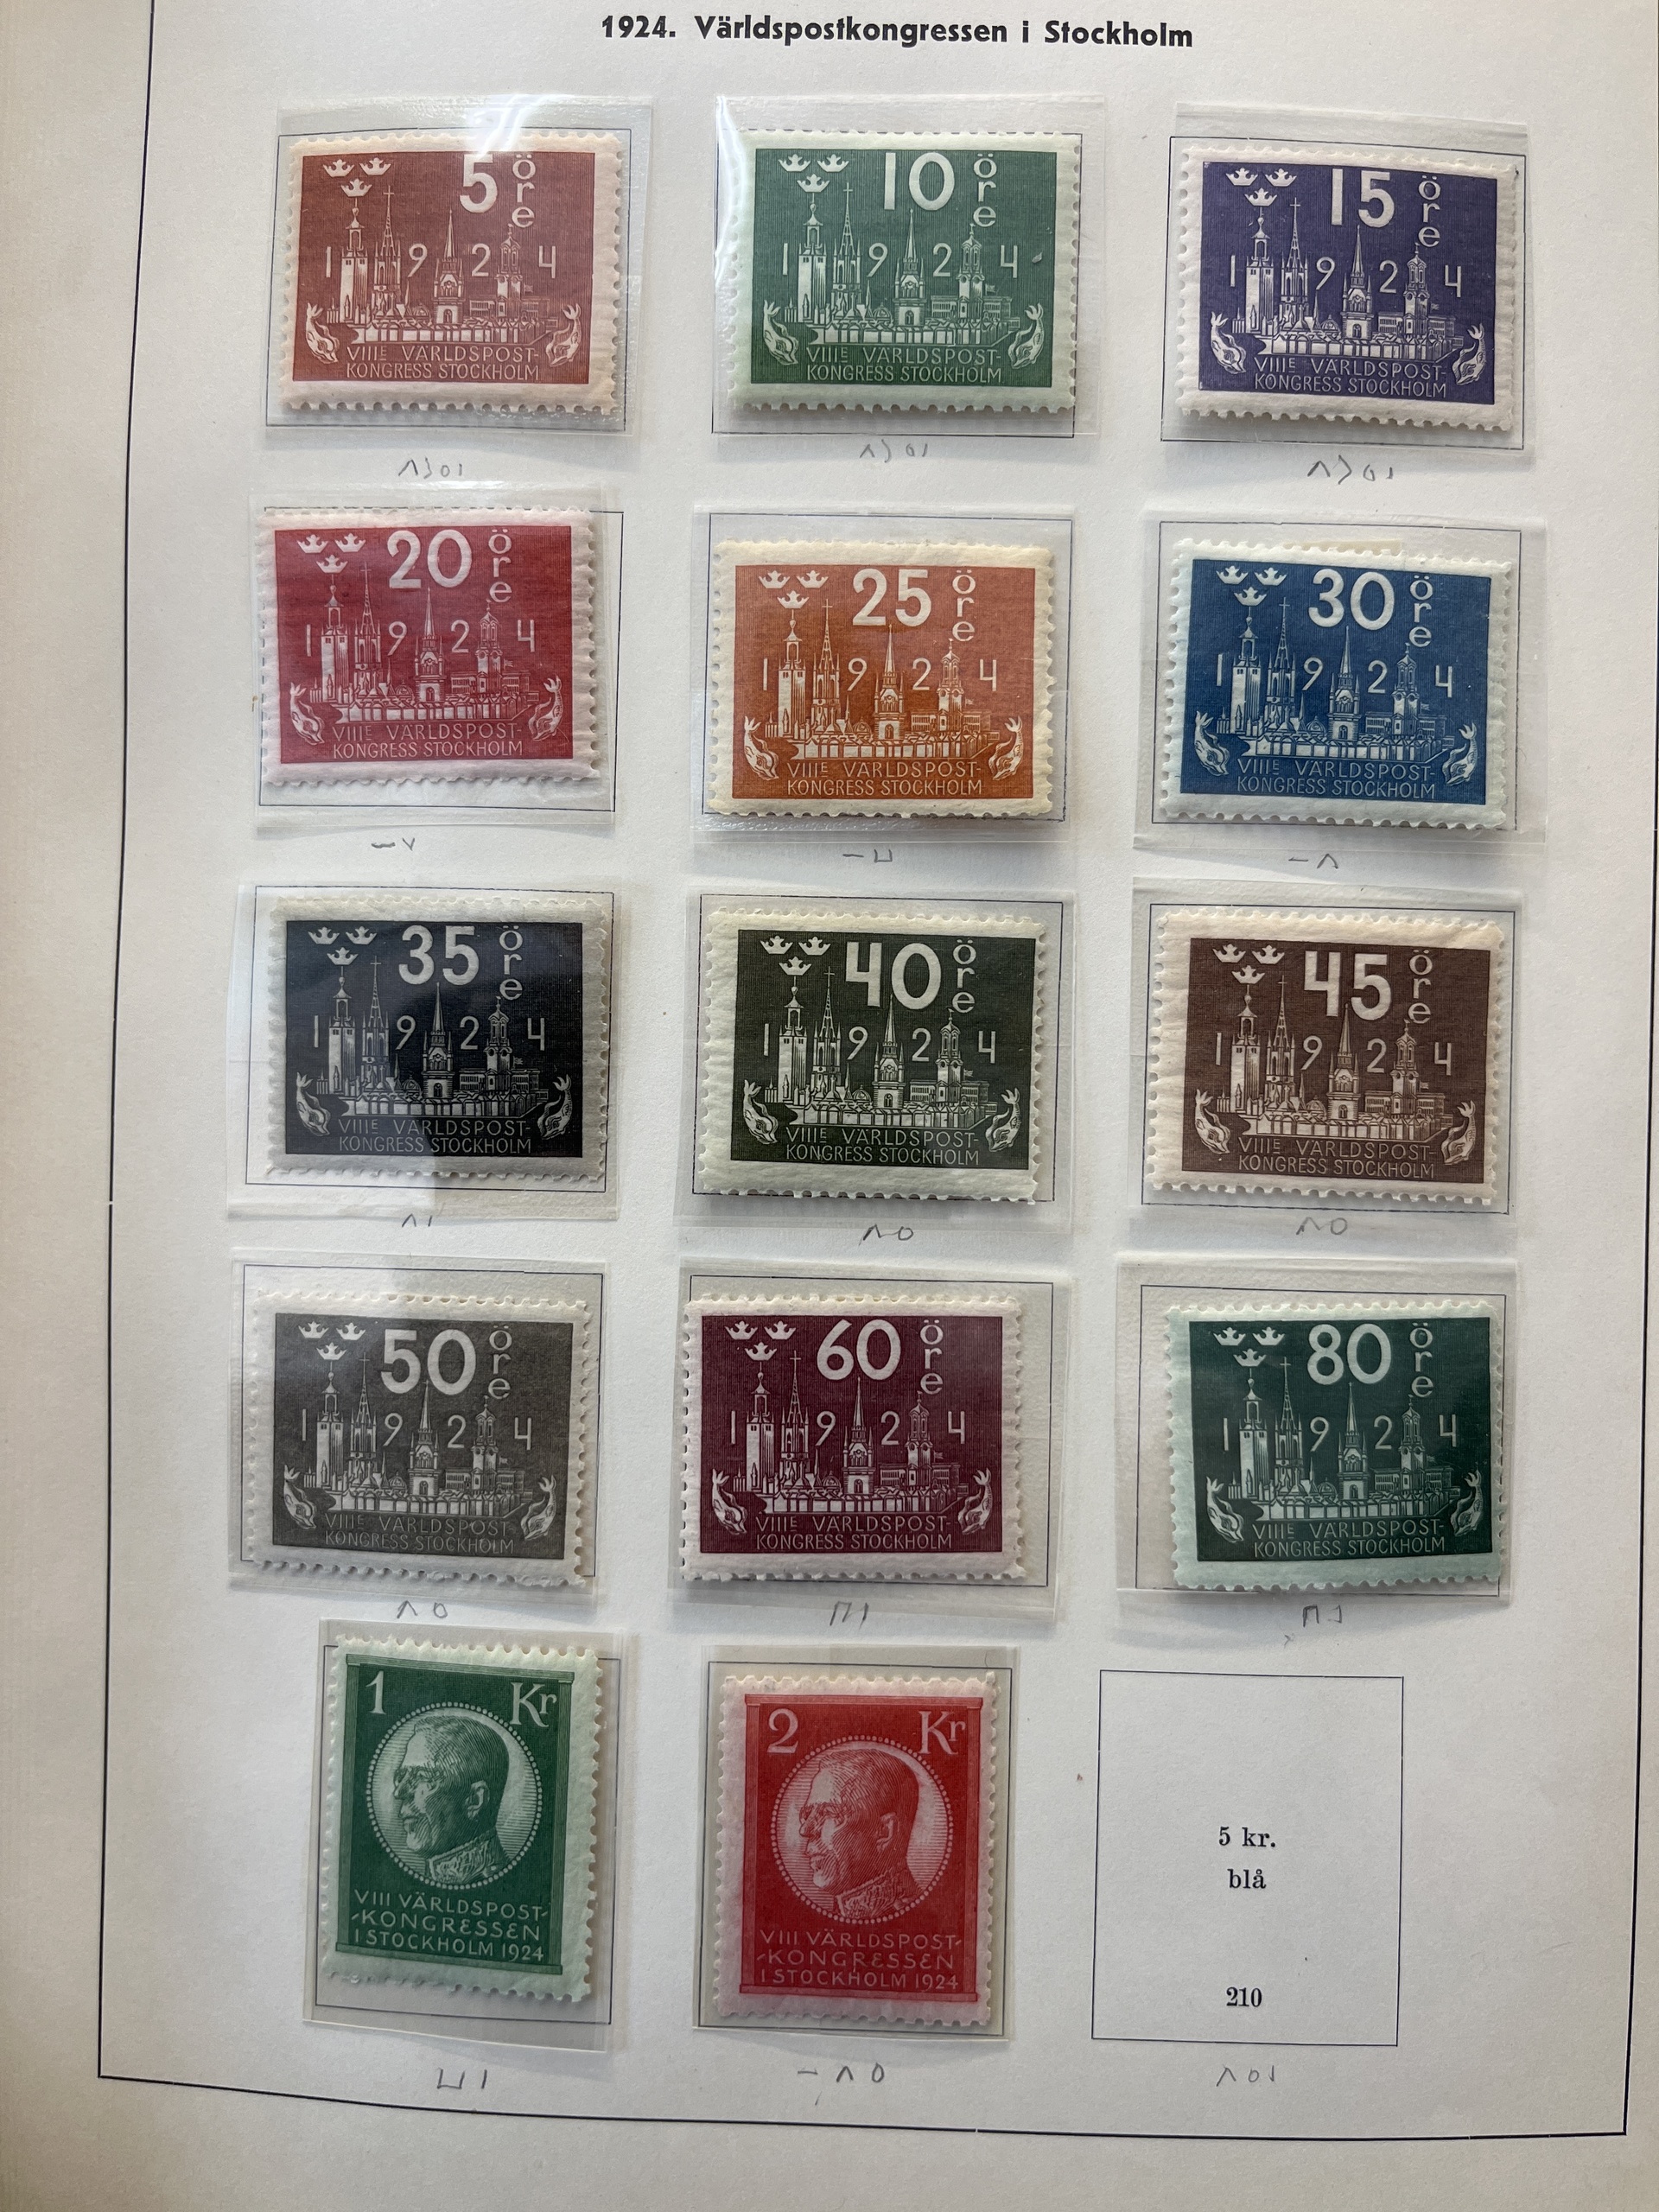 1924. Världspostkongressen i Stockholm
5 öre
1924
VIIIE VÄRLDSPOST-
KONGRESS STOCKHOLM
10 öre
1924
VIIIE VÄRLDSPOST-
KONGRESS STOCKHOLM
15 öre
1924
VIIIE VÄRLDSPOST-
KONGRESS STOCKHOLM
20 öre
1924
VIIIE VÄRLDSPOST-
KONGRESS STOCKHOLM
25 öre
1924
VIIIE VÄRLDSPOST-
KONGRESS STOCKHOLM
30 öre
1924
VIIIE VÄRLDSPOST-
KONGRESS STOCKHOLM
35 öre
1924
VIIIE VÄRLDSPOST-
KONGRESS STOCKHOLM
40 öre
1924
VIIIE VÄRLDSPOST-
KONGRESS STOCKHOLM
45 öre
1924
VIIIE VÄRLDSPOST-
KONGRESS STOCKHOLM
50 öre
1924
VIIIE VÄRLDSPOST-
KONGRESS STOCKHOLM
60 öre
1924
VIIIE VÄRLDSPOST-
KONGRESS STOCKHOLM
80 öre
1924
VIIIE VÄRLDSPOST-
KONGRESS STOCKHOLM
1 Kr
VIII VÄRLDSPOST-
-KONGRESSEN
I STOCKHOLM 1924
2 Kr
VIII VÄRLDSPOST-
-KONGRESSEN
I STOCKHOLM 1924
5 kr.
blå
210